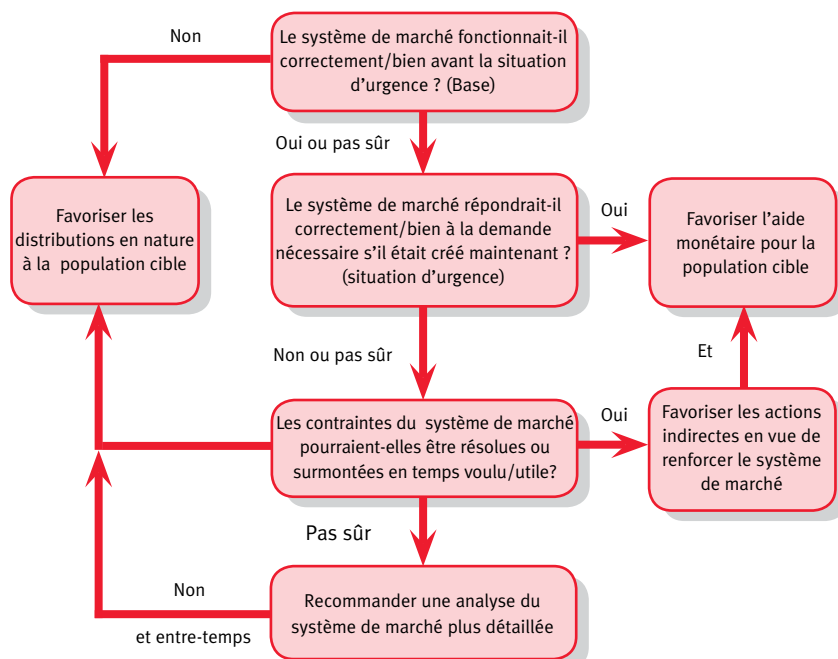 Non
Le système de marché fonctionnait-il
correctement/bien avant la situation
d'urgence ? (Base)
Oui ou pas sûr
Favoriser les
distributions en nature
à la population cible
Le système de marché répondrait-il
correctement/bien à la demande
nécessaire s'il était créé maintenant ?
(situation d'urgence)
Oui
Favoriser l'aide
monétaire pour la
population cible
Non ou pas sûr
Et
Les contraintes du système de marché
pourraient-elles être résolues ou
surmontées en temps voulu/utile?
Oui
Favoriser les actions
indirectes en vue de
renforcer le système
de marché
Pas sûr
Non
et entre-temps
Recommander une analyse du
système de marché plus détaillée